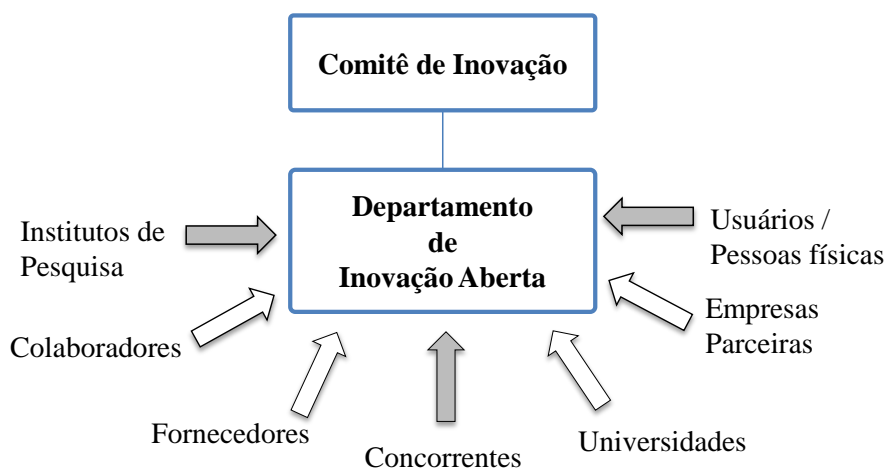 Comitê de Inovação
Departamento
de
Inovação Aberta
Institutos de
Pesquisa
Usuários /
Pessoas físicas
Colaboradores
Empresas
Parceiras
Fornecedores
Concorrentes
Universidades